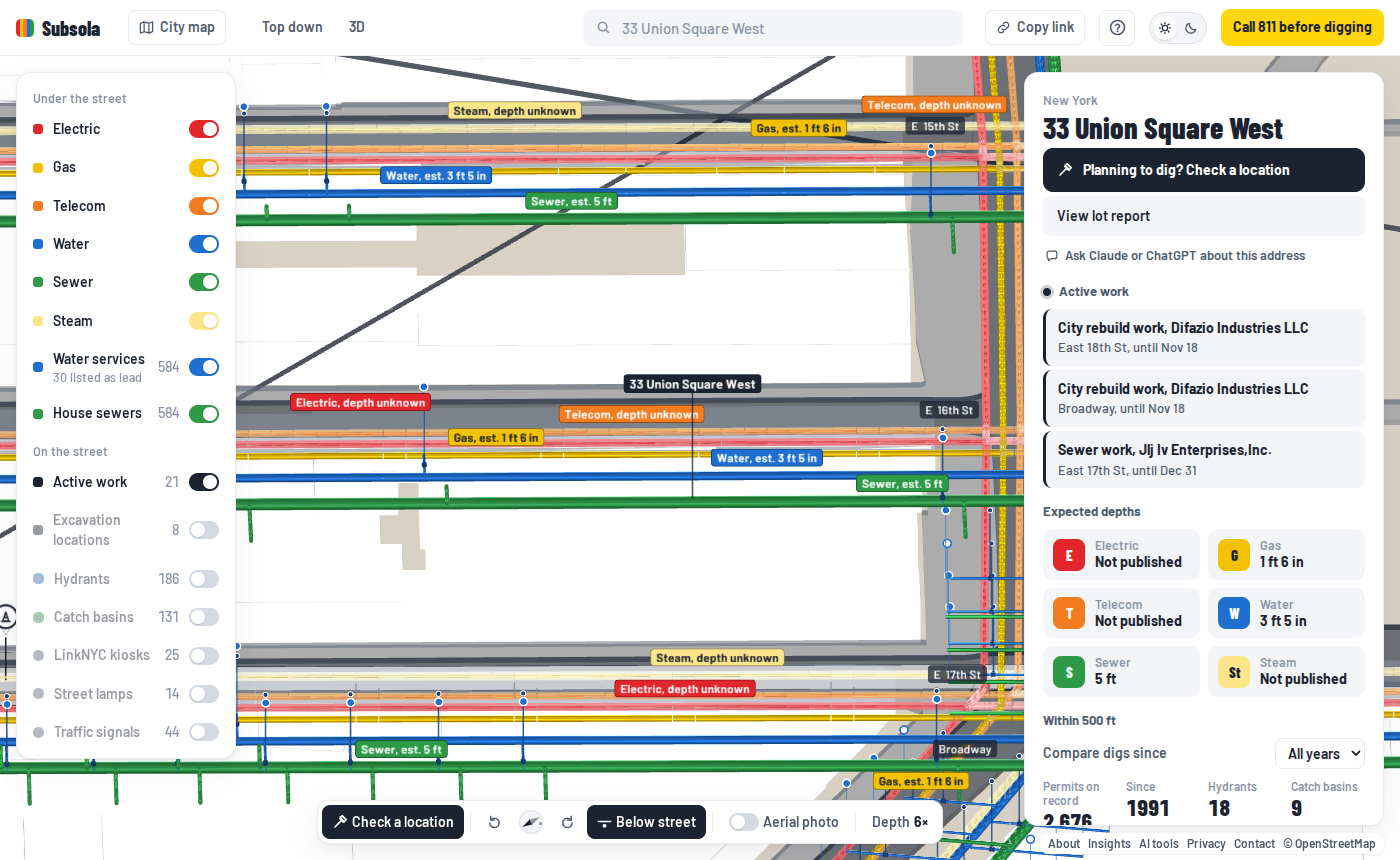 Subsola
City map
Top down
3D
33 Union Square West
Copy link
Call 811 before digging
Under the street
Electric
Gas
Telecom
Water
Sewer
Steam
Water services
584
30 listed as lead
House sewers
584
On the street
Active work
21
Excavation
locations
8
Hydrants
186
Catch basins
131
LinkNYC kiosks
25
Street lamps
14
Traffic signals
44
A
Steam, depth unknown
Telecom, depth unknown
Gas, est. 1 ft 6 in
E 15th St
Water, est. 3 ft 5 in
Sewer, est. 5 ft
33 Union Square West
Electric, depth unknown
Telecom, depth unknown
E 16th St
Gas, est. 1 ft 6 in
Water, est. 3 ft 5 in
Sewer, est. 5 ft
Steam, depth unknown
E 17th St
Electric, depth unknown
Sewer, est. 5 ft
Broadway
Gas, est. 1 ft 6 in
Check a location
Below street
Aerial photo
Depth 6×
New York
33 Union Square West
Planning to dig? Check a location
View lot report
Ask Claude or ChatGPT about this address
Active work
City rebuild work, Difazio Industries LLC
East 18th St, until Nov 18
City rebuild work, Difazio Industries LLC
Broadway, until Nov 18
Sewer work, Jlj Iv Enterprises,Inc.
East 17th St, until Dec 31
Expected depths
E
Electric
Not published
G
Gas
1 ft 6 in
T
Telecom
Not published
W
Water
3 ft 5 in
S
Sewer
5 ft
St
Steam
Not published
Within 500 ft
Compare digs since
All years
Permits on
record
2,676
Since
1991
Hydrants
18
Catch basins
9
About Insights AI tools Privacy Contact © OpenStreetMap